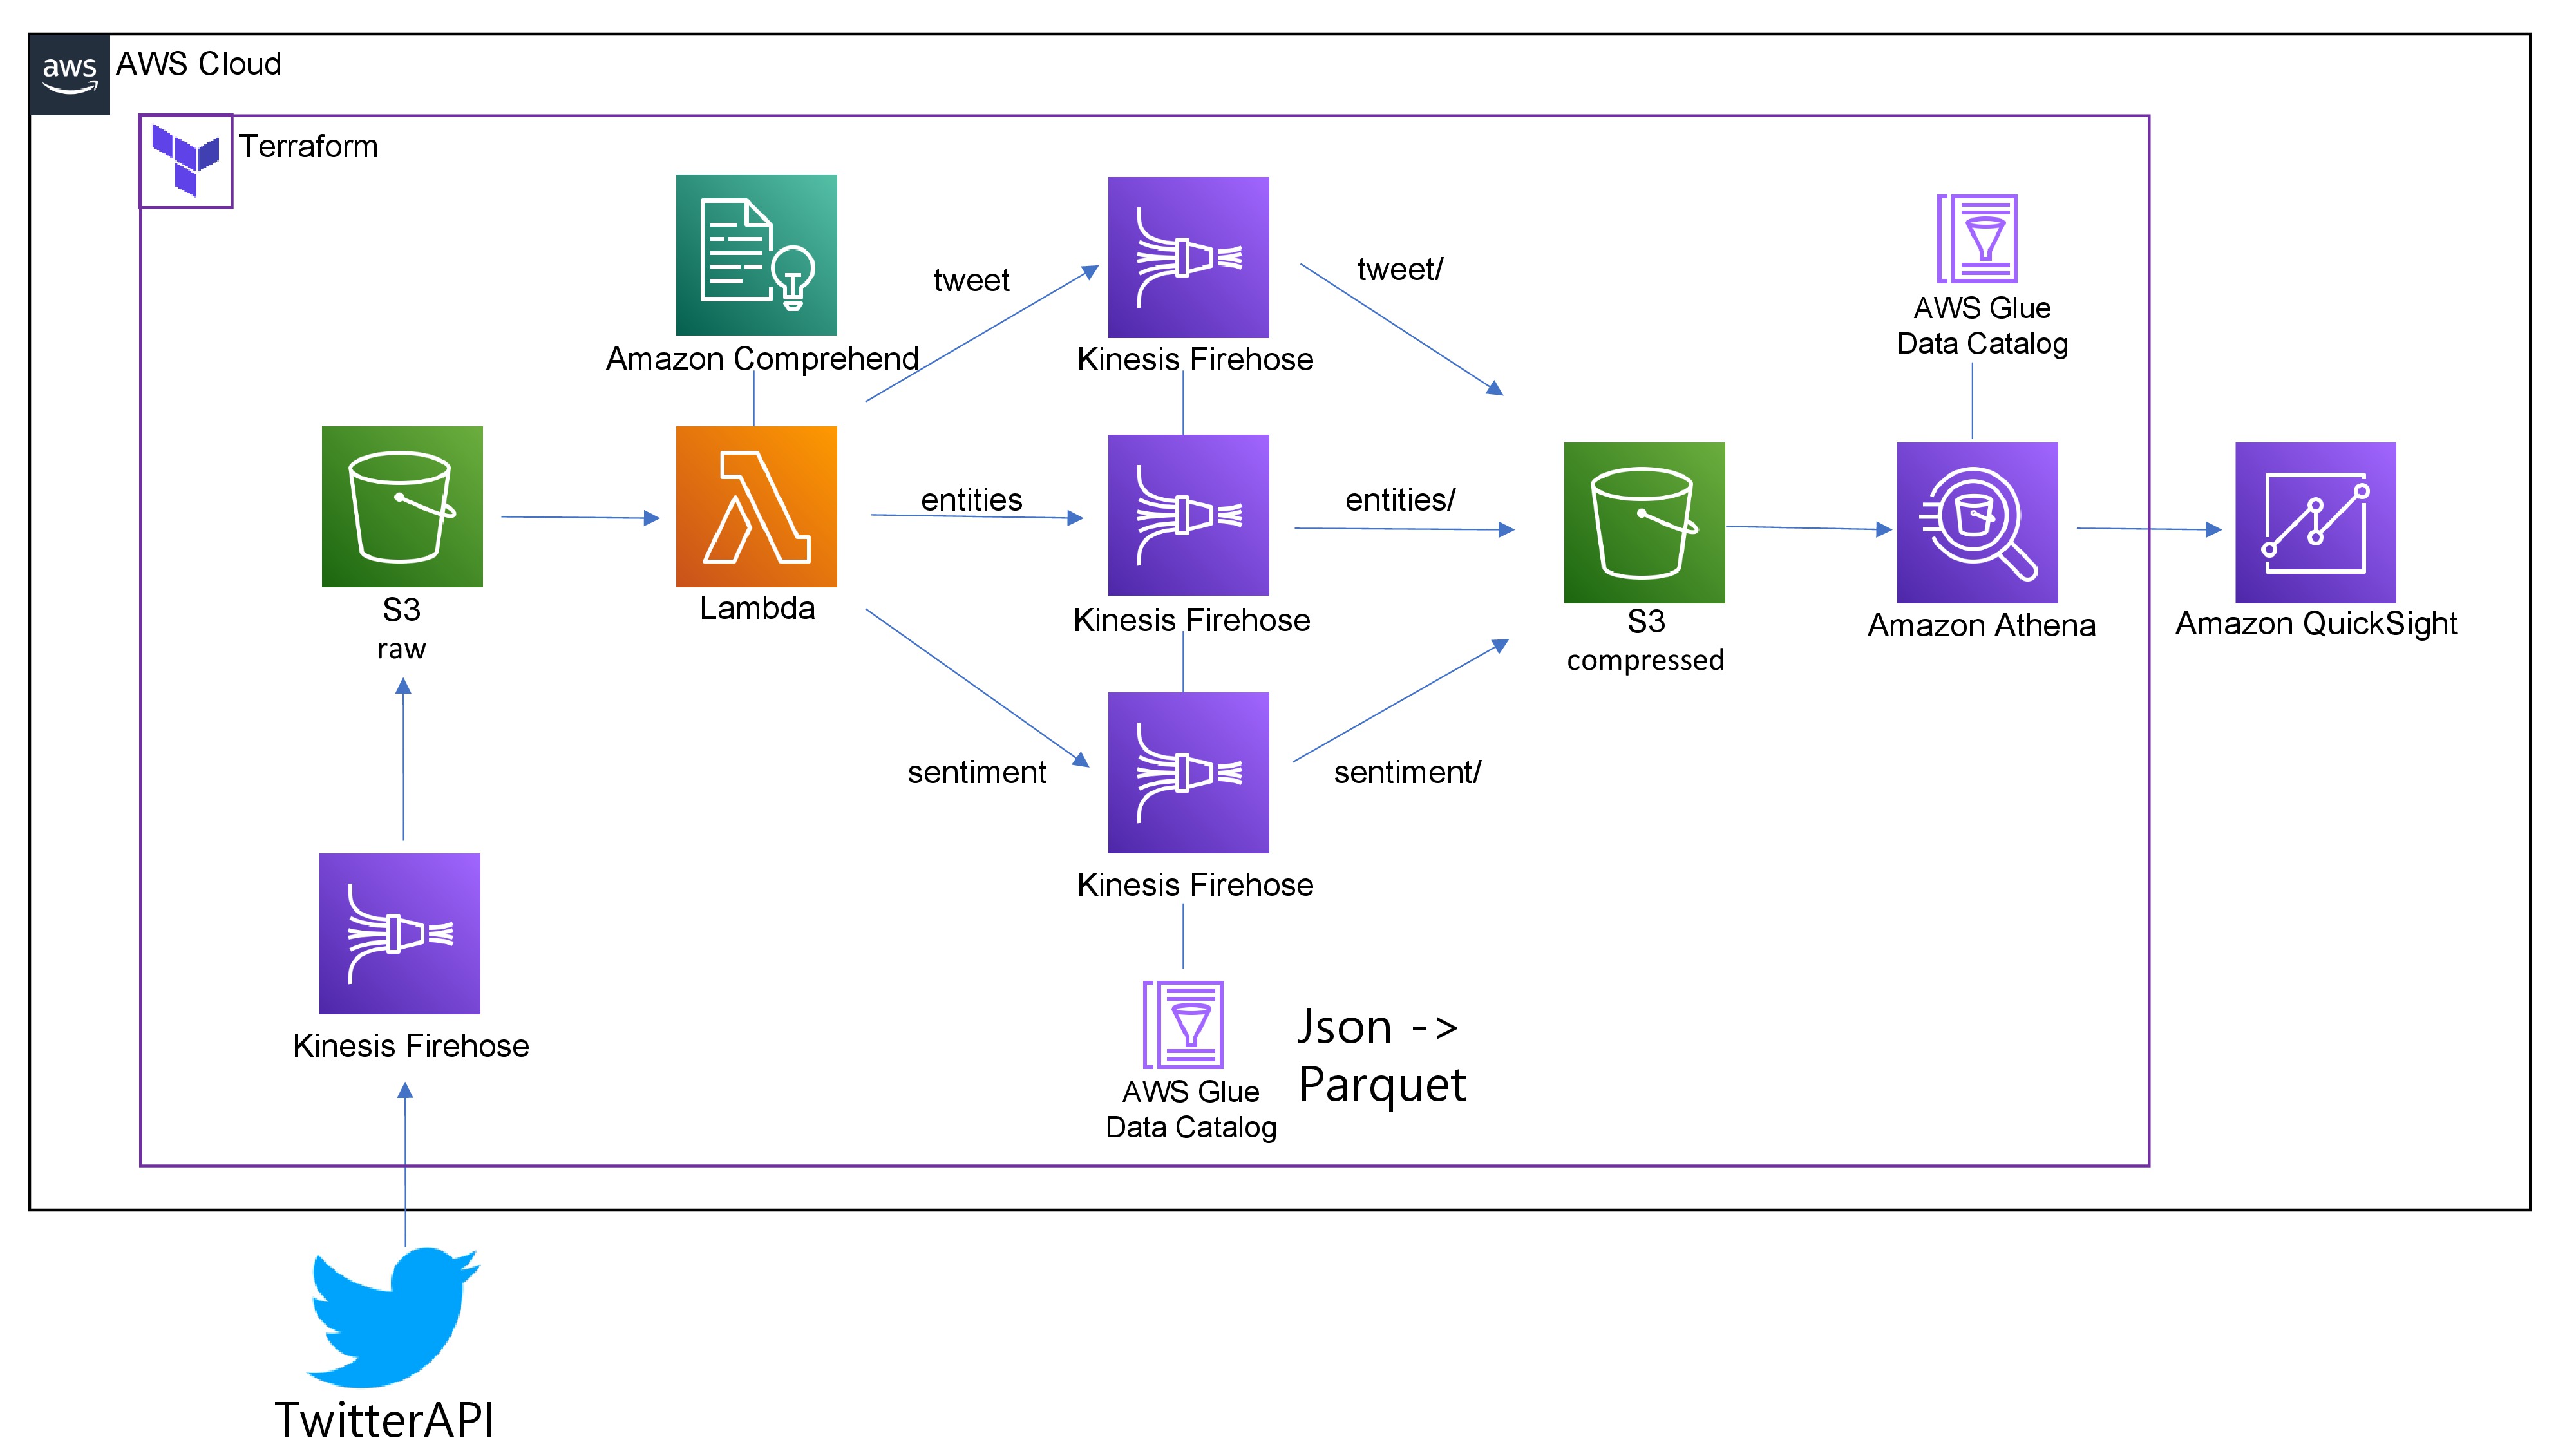 aws
AWS Cloud
Terraform
Amazon Comprehend
tweet
Kinesis Firehose
tweet/
AWS Glue
Data Catalog
S3
raw
Lambda
entities
Kinesis Firehose
entities/
S3
compressed
Amazon Athena
Amazon QuickSight
sentiment
Kinesis Firehose
sentiment/
Kinesis Firehose
AWS Glue
Data Catalog
Json ->
Parquet
TwitterAPI